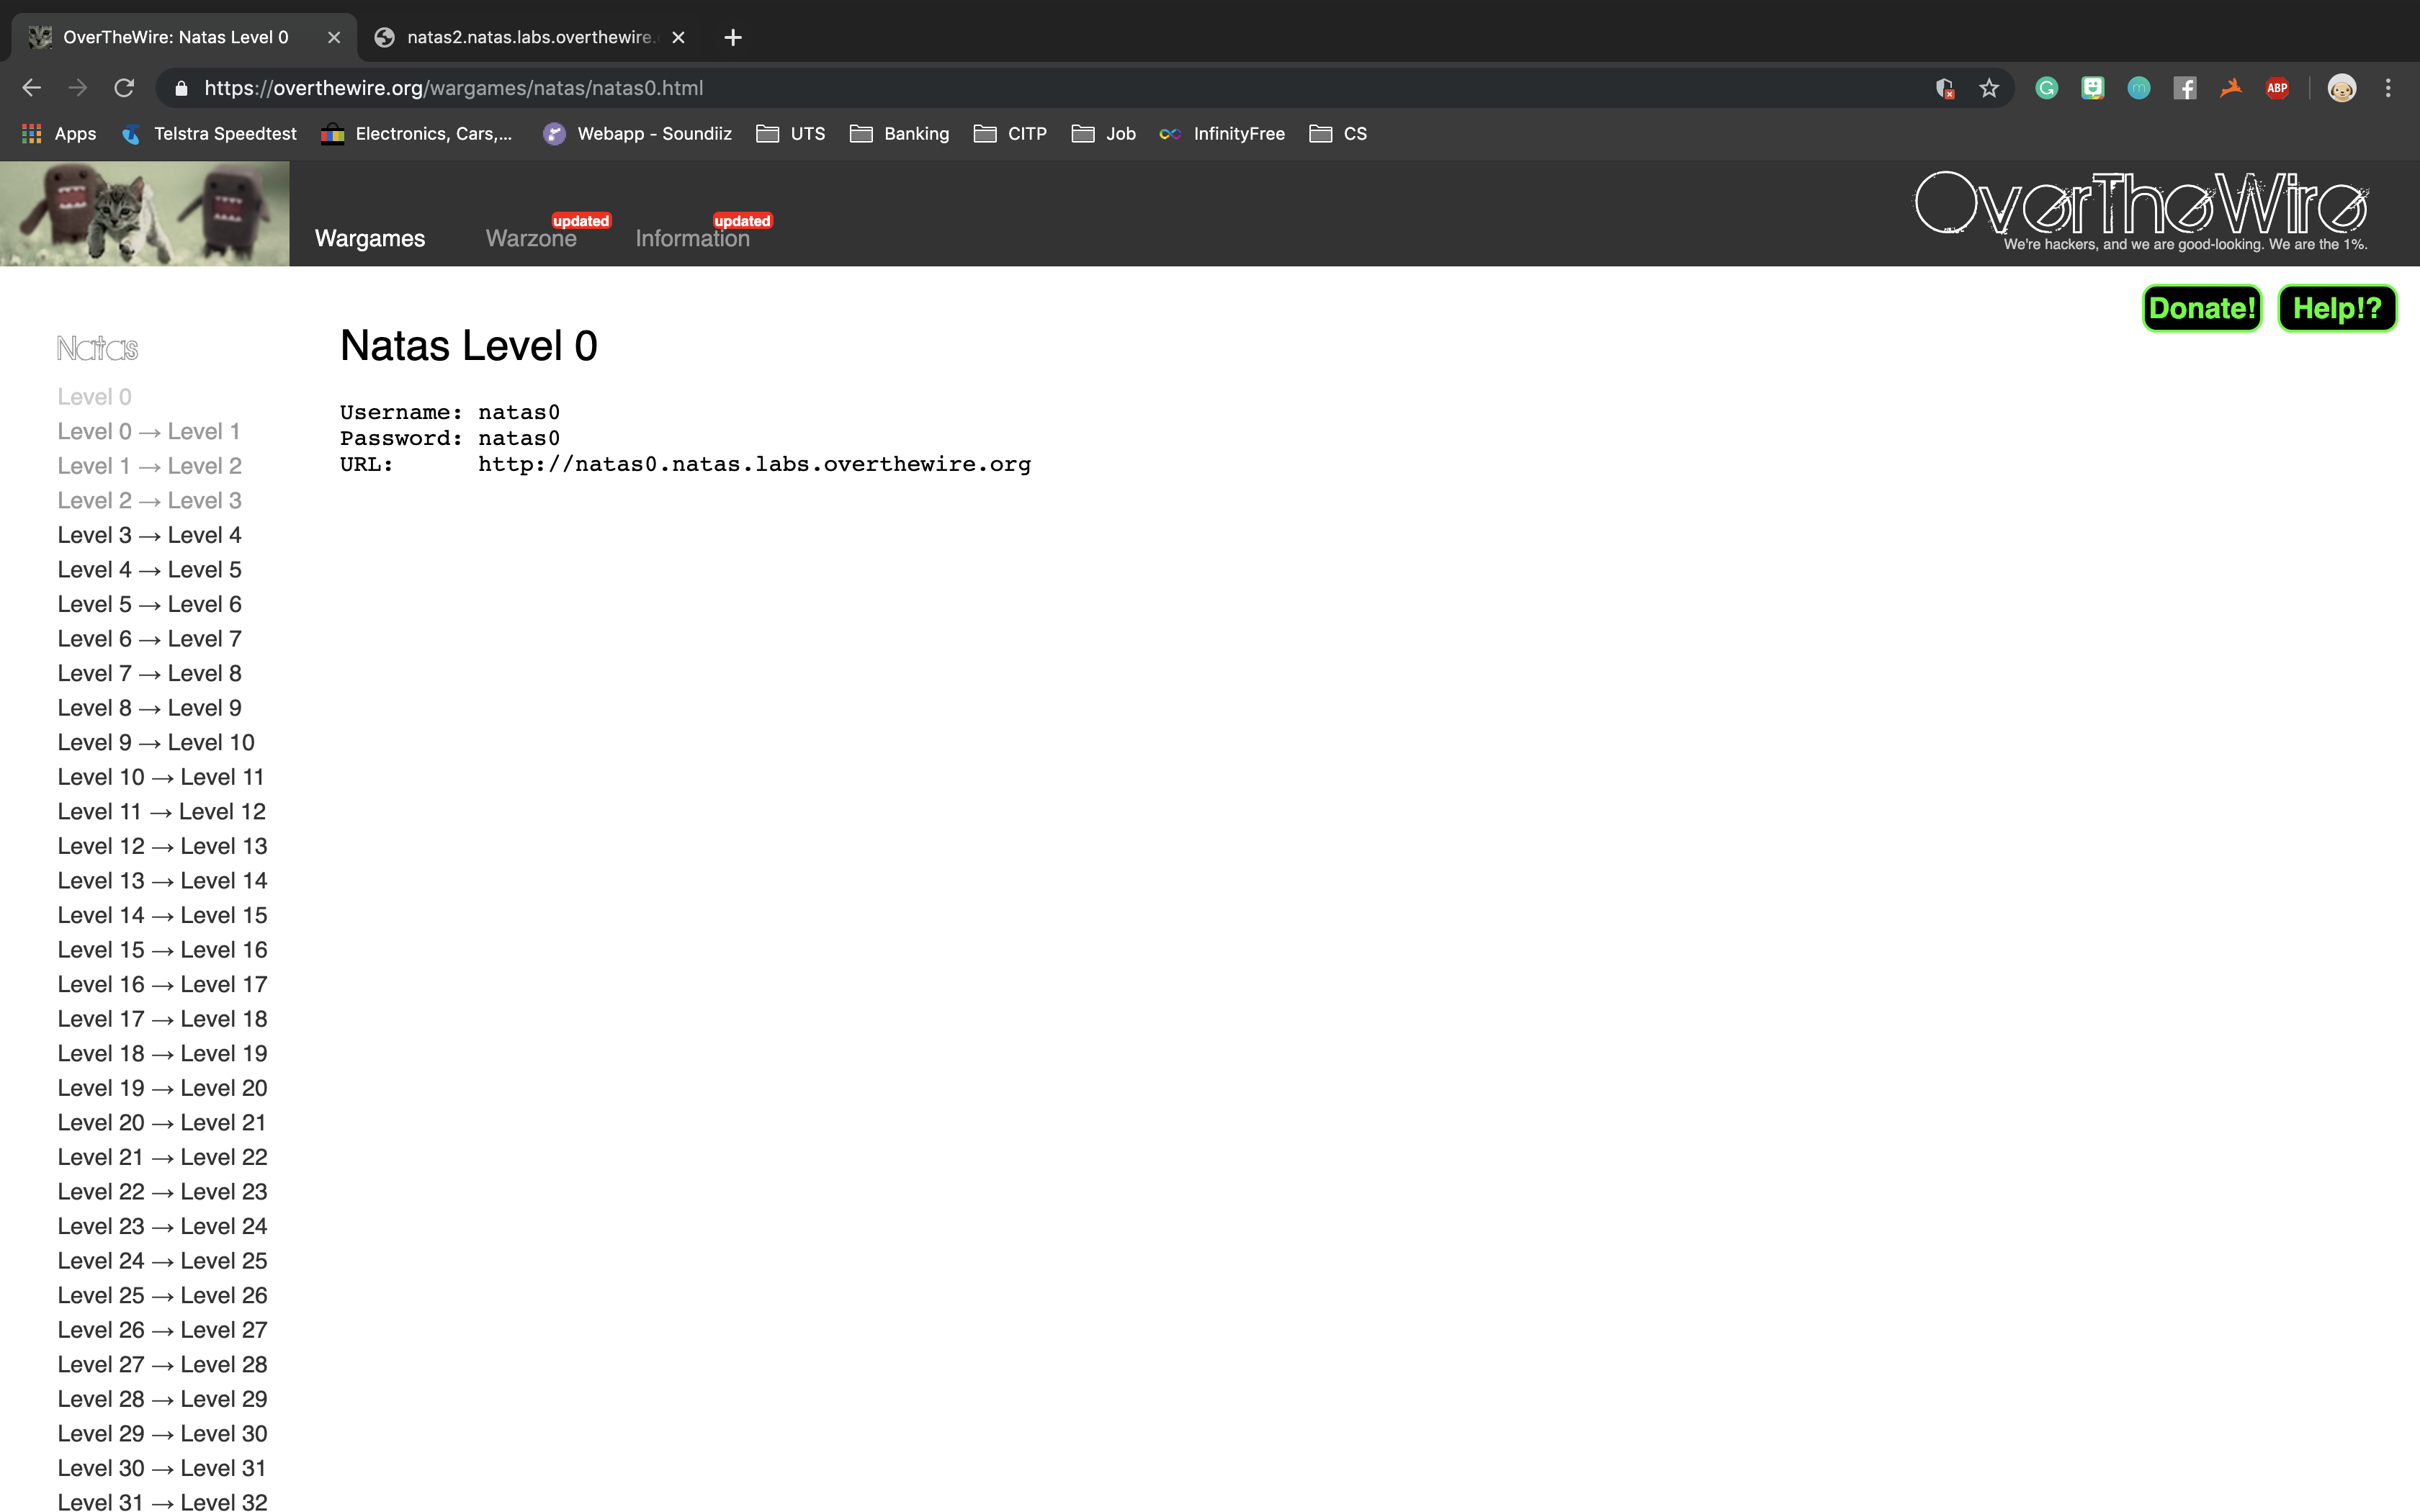 OverTheWire: Natas Level 0
natas2.natas.labs.overthewire.
https://overthewire.org/wargames/natas/natas0.html
ABP
Apps
Telstra Speedtest
Electronics, Cars,...
Webapp - Soundiiz
UTS
Banking
CITP
Job
InfinityFree
CS
Wargames
Warzone
updated
Information
updated
OverTheWire
We're hackers, and we are good-looking. We are the 1%.
Donate!
Help!?
Natas
Level 0
Level 0 → Level 1
Level 1 → Level 2
Level 2 → Level 3
Level 3 → Level 4
Level 4 → Level 5
Level 5 → Level 6
Level 6 → Level 7
Level 7 → Level 8
Level 8 → Level 9
Level 9 → Level 10
Level 10 → Level 11
Level 11 → Level 12
Level 12 → Level 13
Level 13 → Level 14
Level 14 → Level 15
Level 15 → Level 16
Level 16 → Level 17
Level 17 → Level 18
Level 18 → Level 19
Level 19 → Level 20
Level 20 → Level 21
Level 21 → Level 22
Level 22 → Level 23
Level 23 → Level 24
Level 24 → Level 25
Level 25 → Level 26
Level 26 → Level 27
Level 27 → Level 28
Level 28 → Level 29
Level 29 → Level 30
Level 30 → Level 31
Level 31 → Level 32
Natas Level 0
Username: natas0
Password: natas0
URL: http://natas0.natas.labs.overthewire.org